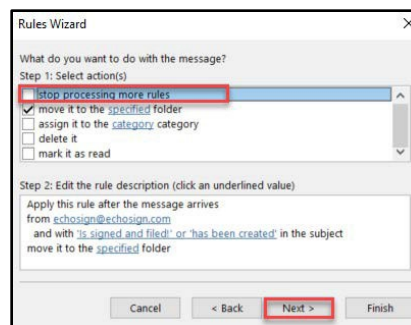 Rules Wizard
What do you want to do with the message?
Step 1: Select action(s)
stop processing more rules
move it to the specified folder
assign it to the category category
delete it
mark it as read
Step 2: Edit the rule description (click an underlined value)
Apply this rule after the message arrives
from echosign@echosign.com
and with 'Is signed and filed!' or 'has been created' in the subject
move it to the specified folder
Cancel
< Back
Next >
Finish